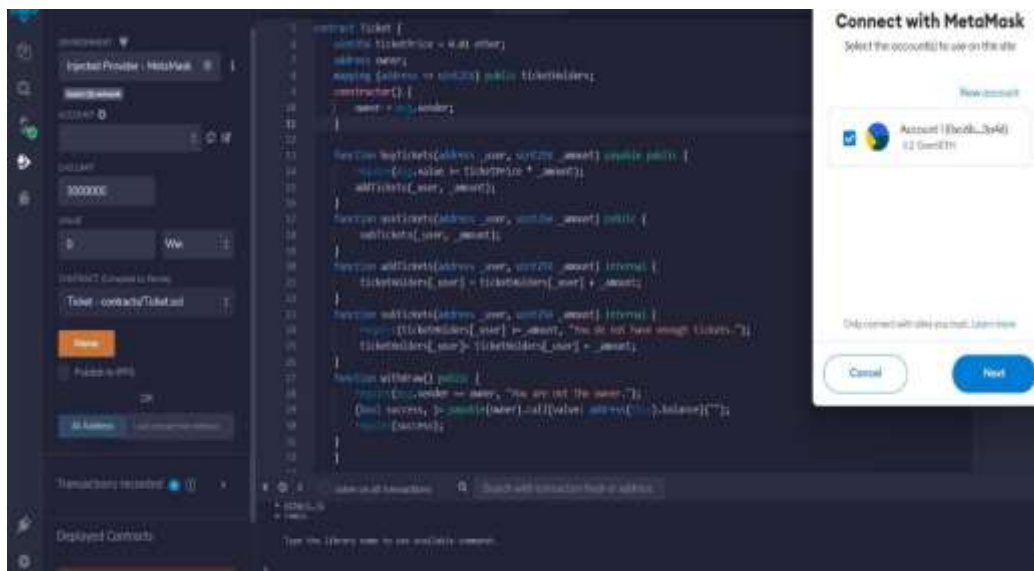 ENVIRONMENT
Injected Provider - MetaMask
ACCOUNT
GAS LIMIT
3000000
VALUE
0
Wei
CONTRACT
Ticket - contracts/Ticket.sol
Publish to IPFS
OR
At Address
Transactions recorded
Deployed Contracts
contract Ticket {
uint256 ticketPrice = 0.01 ether;
address owner;
mapping (address => uint256) public ticketHolders;
constructor() {
owner = msg.sender;
}
function buyTickets(address _user, uint256 _amount) payable public {
require(msg.value >= ticketPrice * _amount);
addTickets(_user, _amount);
}
function useTickets(address _user, uint256 _amount) public {
subTickets(_user, _amount);
}
function addTickets(address _user, uint256 _amount) internal {
ticketHolders[_user] = ticketHolders[_user] + _amount;
}
function subTickets(address _user, uint256 _amount) internal {
require(ticketHolders[_user] >= _amount, "You do not have enough tickets.");
ticketHolders[_user] = ticketHolders[_user] - _amount;
}
function withdraw() public {
require(msg.sender == owner, "You are not the owner.");
(bool success, )= payable(owner).call{value: address(this).balance}("");
require(success);
}
}
listen on all transactions
Search with transaction hash or address
Type the library name to see available commands.
Connect with MetaMask
Select the account(s) to use on this site
New account
Account 1
Only connect with sites you trust. Learn more
Cancel
Next